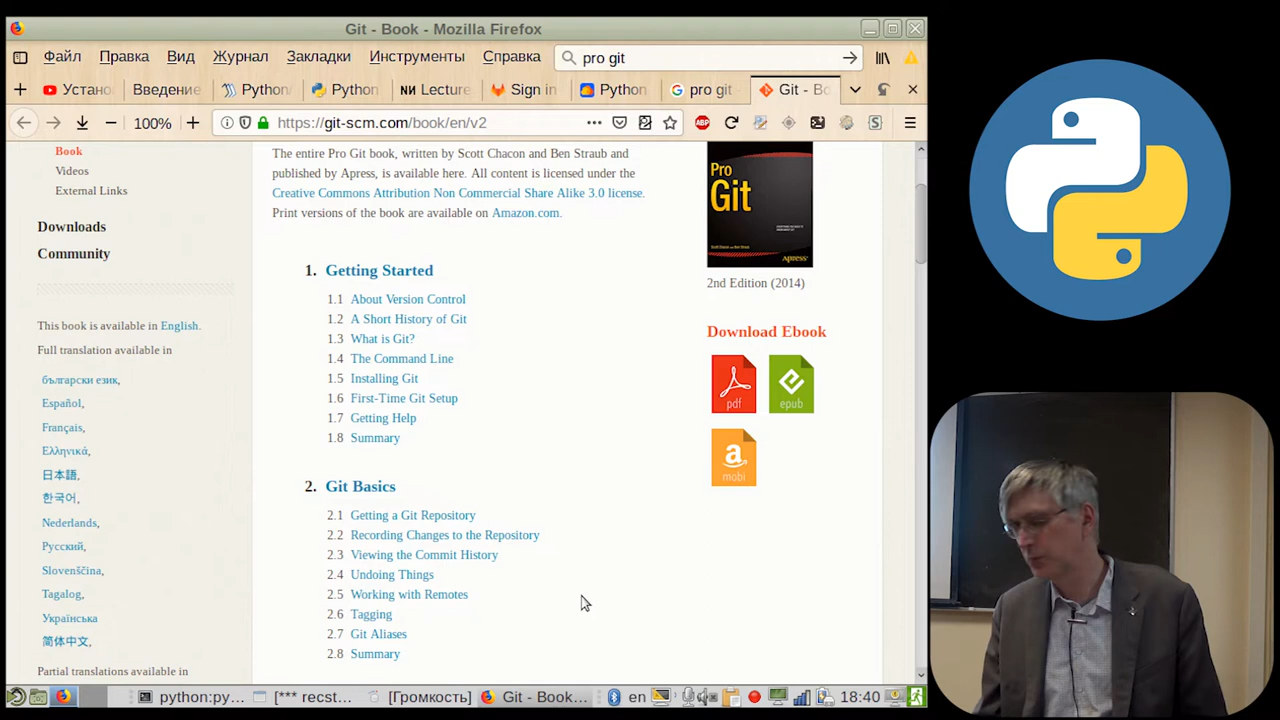 Git - Book - Mozilla Firefox
Файл Правка Вид Журнал Закладки Инструменты Справка pro git
Устано Введение Python/ Python НИ Lecture Sign in Python pro git Git - Bo
100% https://git-scm.com/book/en/v2 ABP S
Book
Videos
External Links
Downloads
Community
This book is available in English.
Full translation available in
български език,
Español,
Français,
Ελληνικά,
日本語,
한국어,
Nederlands,
Русский,
Slovenščina,
Tagalog,
Українська
简体中文,
Partial translations available in
The entire Pro Git book, written by Scott Chacon and Ben Straub and
published by Apress, is available here. All content is licensed under the
Creative Commons Attribution Non Commercial Share Alike 3.0 license.
Print versions of the book are available on Amazon.com.
1. Getting Started
1.1 About Version Control
1.2 A Short History of Git
1.3 What is Git?
1.4 The Command Line
1.5 Installing Git
1.6 First-Time Git Setup
1.7 Getting Help
1.8 Summary
2. Git Basics
2.1 Getting a Git Repository
2.2 Recording Changes to the Repository
2.3 Viewing the Commit History
2.4 Undoing Things
2.5 Working with Remotes
2.6 Tagging
2.7 Git Aliases
2.8 Summary
Pro
Git
Apress
2nd Edition (2014)
Download Ebook
pdf
epub
a
mobi
python:py... [*** recst... [Громкость] Git - Book... en 18:40